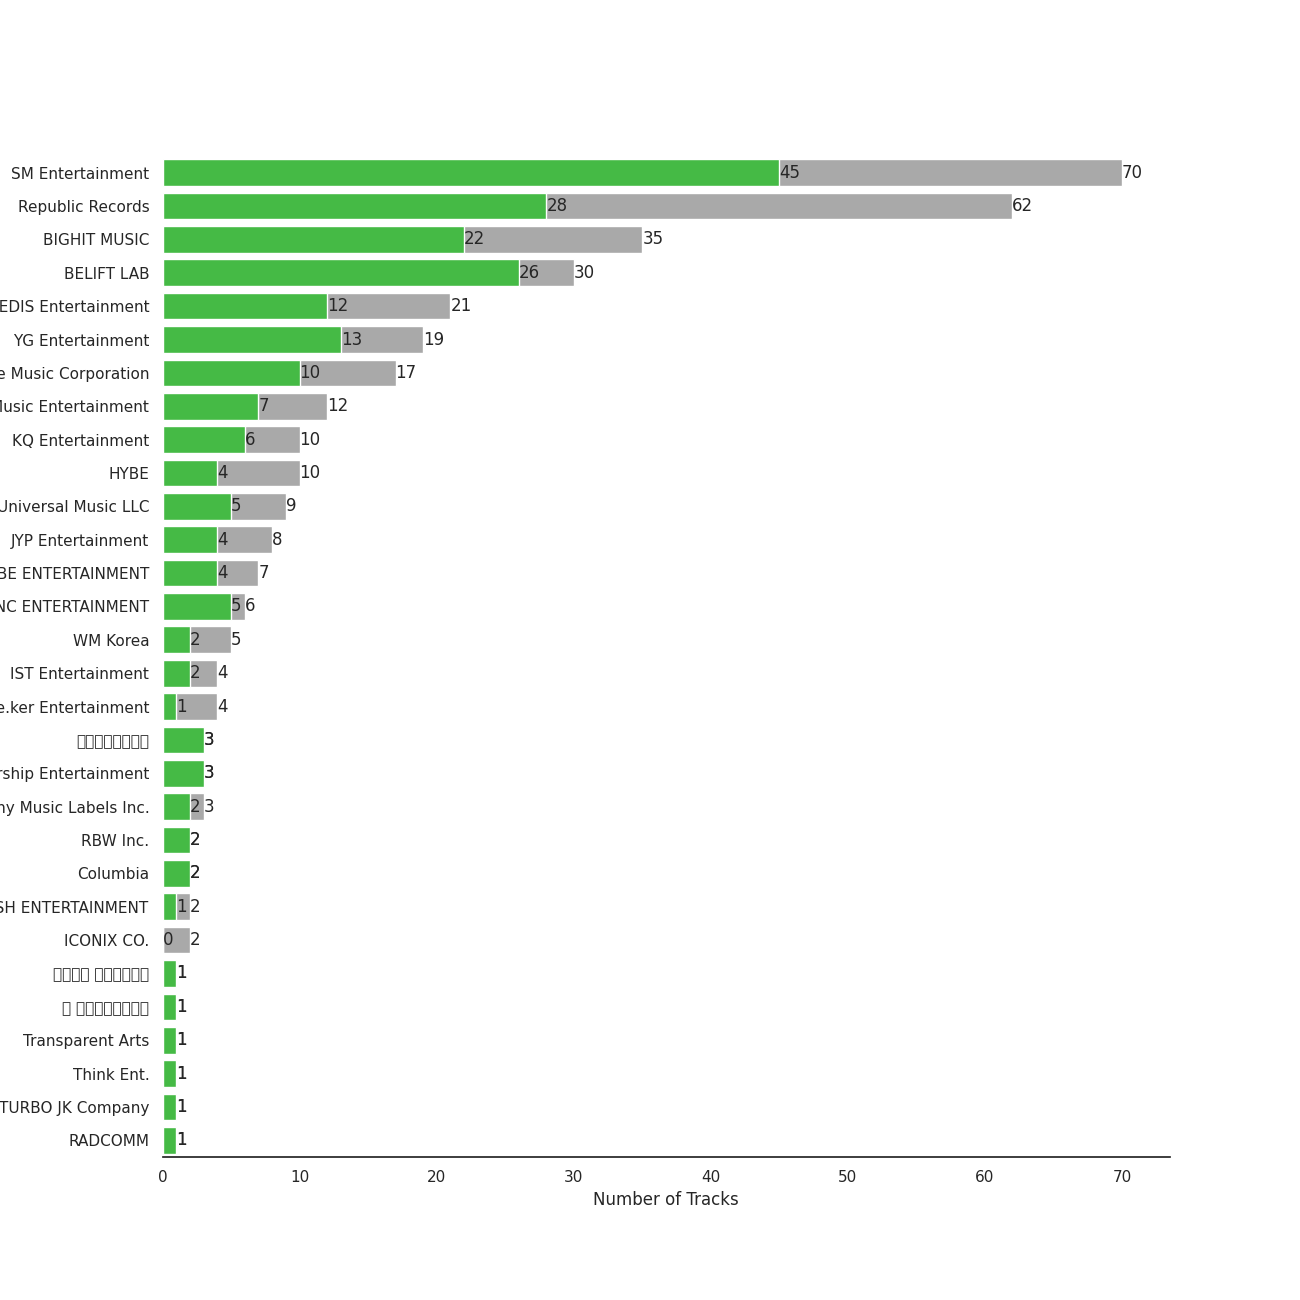 SM Entertainment 45 70
Republic Records 28 62
BIGHIT MUSIC 22 35
BELIFT LAB 26 30
EDIS Entertainment 12 21
YG Entertainment 13 19
e Music Corporation 10 17
Music Entertainment 7 12
KQ Entertainment 6 10
HYBE 4 10
Universal Music LLC 5 9
JYP Entertainment 4 8
BE ENTERTAINMENT 4 7
NC ENTERTAINMENT 5 6
WM Korea 2 5
IST Entertainment 2 4
e.ker Entertainment 1 4
3
rship Entertainment 3
ny Music Labels Inc. 2 3
RBW Inc. 2
Columbia 2
SH ENTERTAINMENT 1 2
ICONIX CO. 0 2
1
1
Transparent Arts 1
Think Ent. 1
TURBO JK Company 1
RADCOMM 1
0 10 20 30 40 50 60 70
Number of Tracks